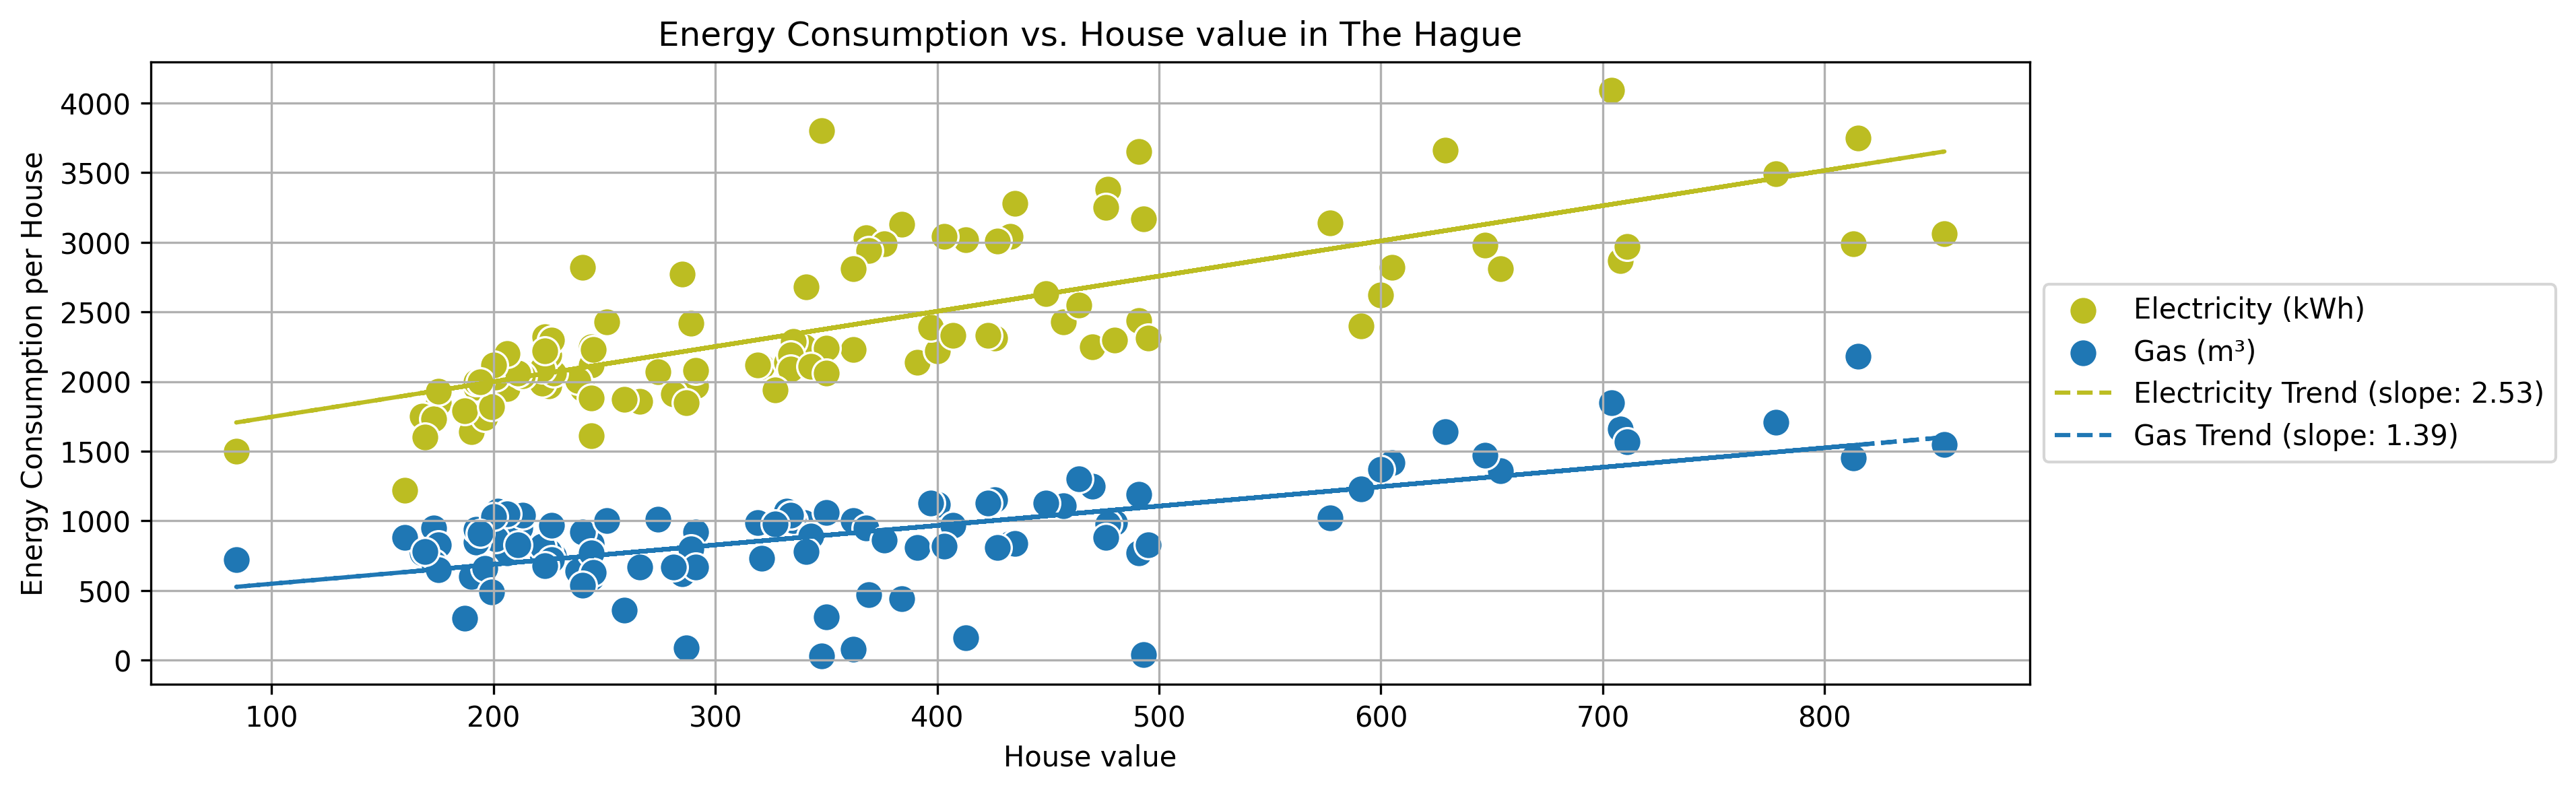 Energy Consumption vs. House value in The Hague
Energy Consumption per House
4000
3500
3000
2500
2000
1500
1000
500
0
100 200 300 400 500 600 700 800
House value
Electricity (kWh)
Gas (m³)
Electricity Trend (slope: 2.53)
Gas Trend (slope: 1.39)